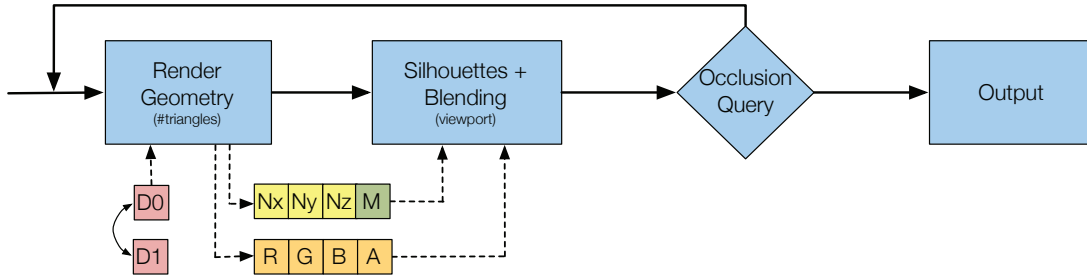 Render
Geometry
(#triangles)
Silhouettes +
Blending
(viewport)
Occlusion
Query
Output
D0
Nx Ny Nz M
D1
R G B A